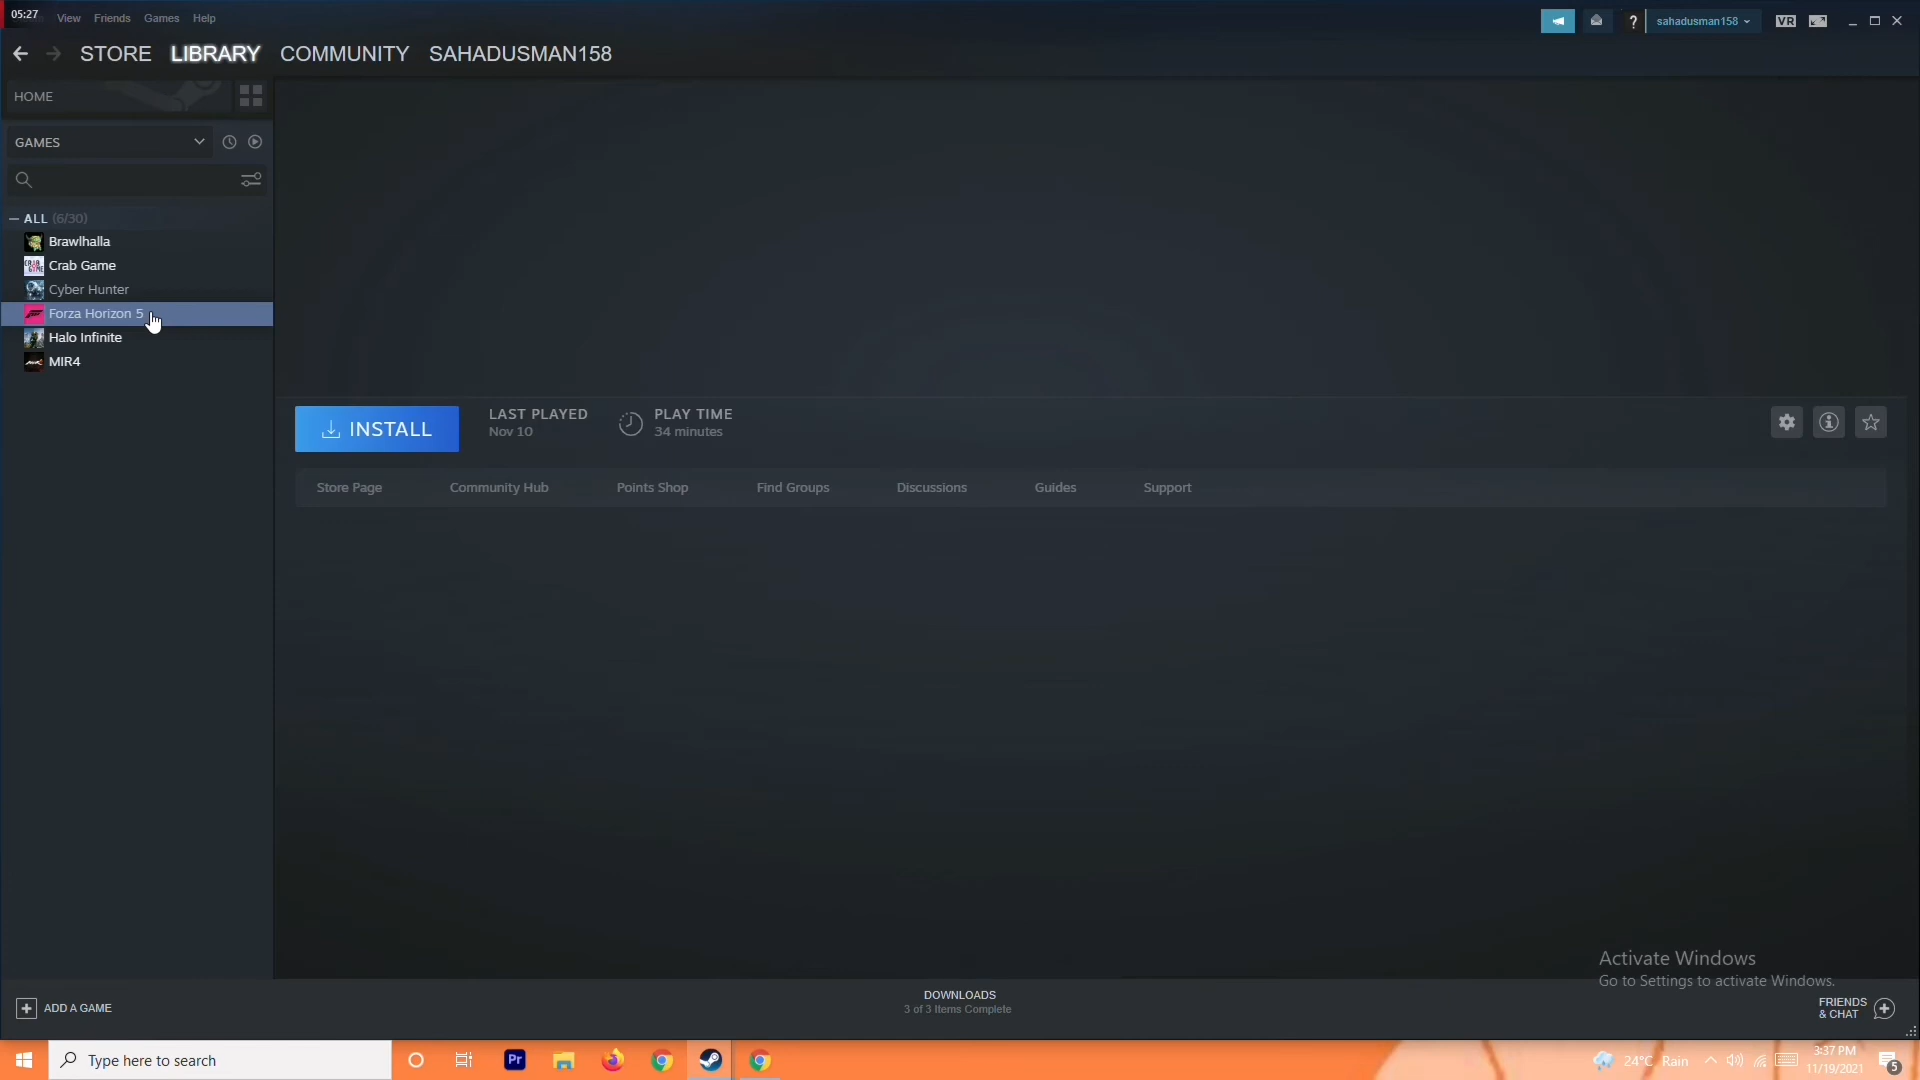 05:27
View Friends Games Help
sahadusman158
VR
STORE LIBRARY COMMUNITY SAHADUSMAN158
HOME
GAMES
ALL (6/30)
Brawlhalla
Crab Game
Cyber Hunter
Forza Horizon 5
Halo Infinite
MIR4
INSTALL
LAST PLAYED
Nov 10
PLAY TIME
34 minutes
Store Page Community Hub Points Shop Find Groups Discussions Guides Support
Activate Windows
Go to Settings to activate Windows.
ADD A GAME
DOWNLOADS
3 of 3 Items Complete
FRIENDS
& CHAT
Type here to search
Pr
24°C Rain
3:37 PM
11/19/2021
5